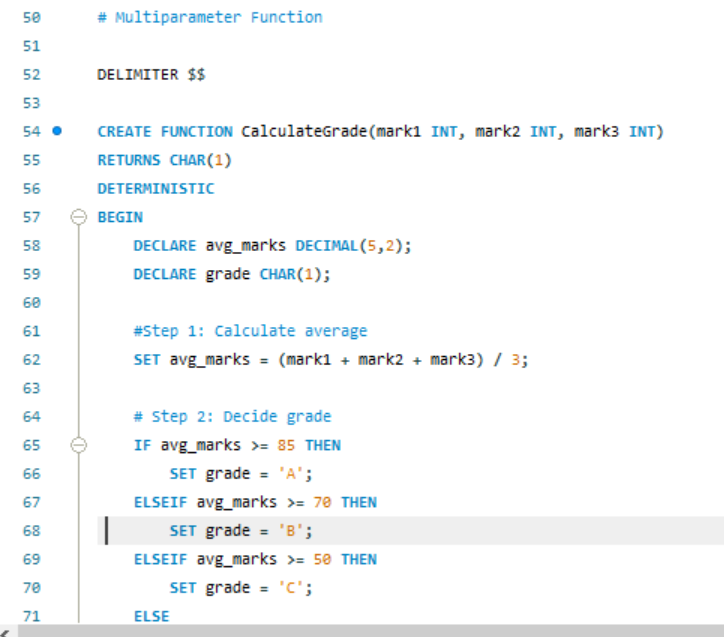 50 # Multiparameter Function
51
52 DELIMITER $$
53
54 CREATE FUNCTION CalculateGrade(mark1 INT, mark2 INT, mark3 INT)
55 RETURNS CHAR(1)
56 DETERMINISTIC
57 BEGIN
58 DECLARE avg_marks DECIMAL(5,2);
59 DECLARE grade CHAR(1);
60
61 #Step 1: Calculate average
62 SET avg_marks = (mark1 + mark2 + mark3) / 3;
63
64 # Step 2: Decide grade
65 IF avg_marks >= 85 THEN
66 SET grade = 'A';
67 ELSEIF avg_marks >= 70 THEN
68 SET grade = 'B';
69 ELSEIF avg_marks >= 50 THEN
70 SET grade = 'C';
71 ELSE